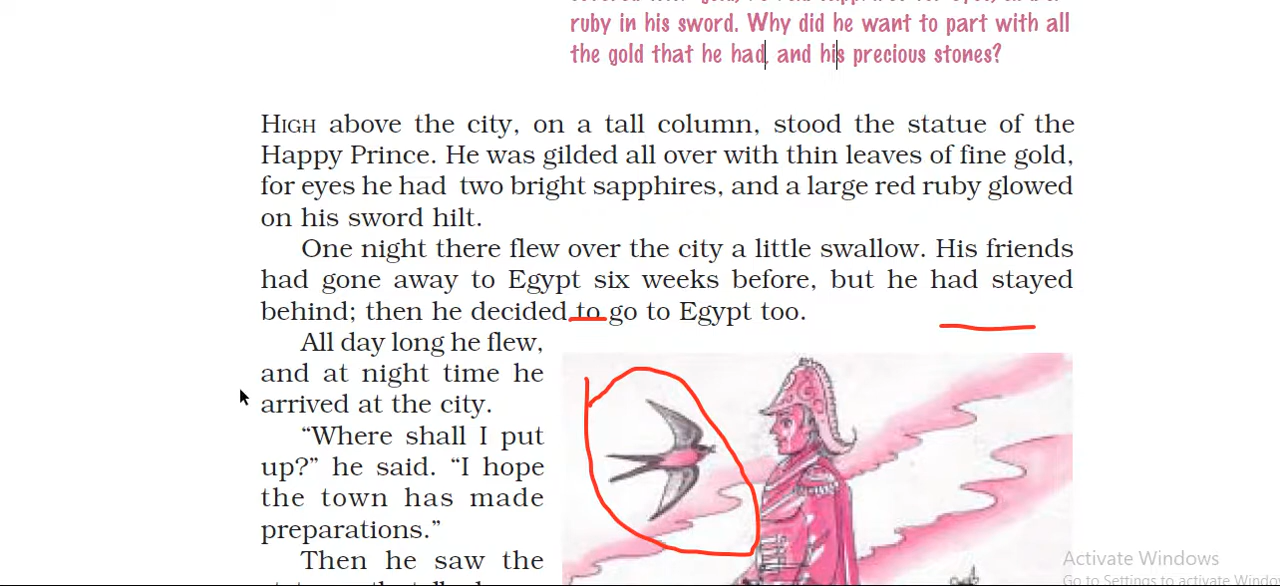 ruby in his sword. Why did he want to part with all
the gold that he had, and his precious stones?
HIGH above the city, on a tall column, stood the statue of the
Happy Prince. He was gilded all over with thin leaves of fine gold,
for eyes he had two bright sapphires, and a large red ruby glowed
on his sword hilt.
One night there flew over the city a little swallow. His friends
had gone away to Egypt six weeks before, but he had stayed
behind; then he decided to go to Egypt too.
All day long he flew,
and at night time he
arrived at the city.
“Where shall I put
up?” he said. “I hope
the town has made
preparations.”
Then he saw the
Activate Windows
Go to Settings to activate